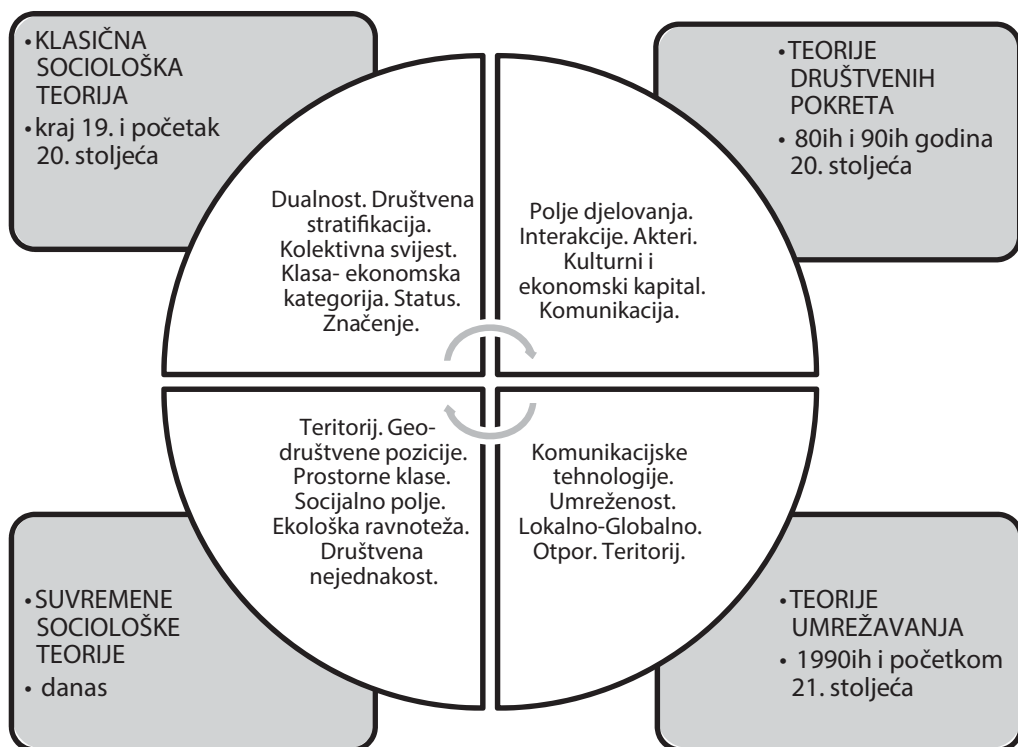 •KLASIČNA
SOCIOLOŠKA
TEORIJA
•kraj 19. i početak
20. stoljeća
Dualnost. Društvena
stratifikacija.
Kolektivna svijest.
Klasa- ekonomska
kategorija. Status.
Značenje.
•TEORIJE
DRUŠTVENIH
POKRETA
• 80ih i 90ih godina
20. stoljeća
Polje djelovanja.
Interakcije. Akteri.
Kulturni i
ekonomski kapital.
Komunikacija.
Teritorij. Geo-
društvene pozicije.
Prostorne klase.
Socijalno polje.
Ekološka ravnoteža.
Društvena
nejednakost.
•SUVREMENE
SOCIOLOŠKE
TEORIJE
• danas
Komunikacijske
tehnologije.
Umreženost.
Lokalno-Globalno.
Otpor. Teritorij.
•TEORIJE
UMREŽAVANJA
• 1990ih i početkom
21. stoljeća